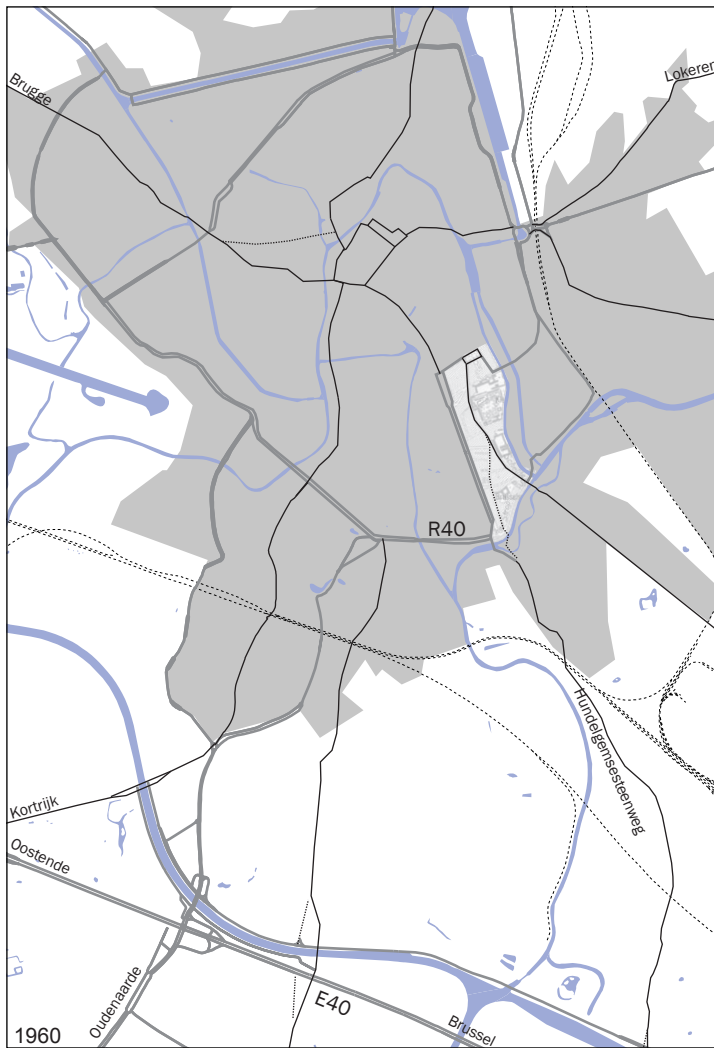 Brugge
Lokeren
R40
Hundelgemsesteenweg
Kortrijk
Oostende
Oudenaarde
E40
Brussel
1960